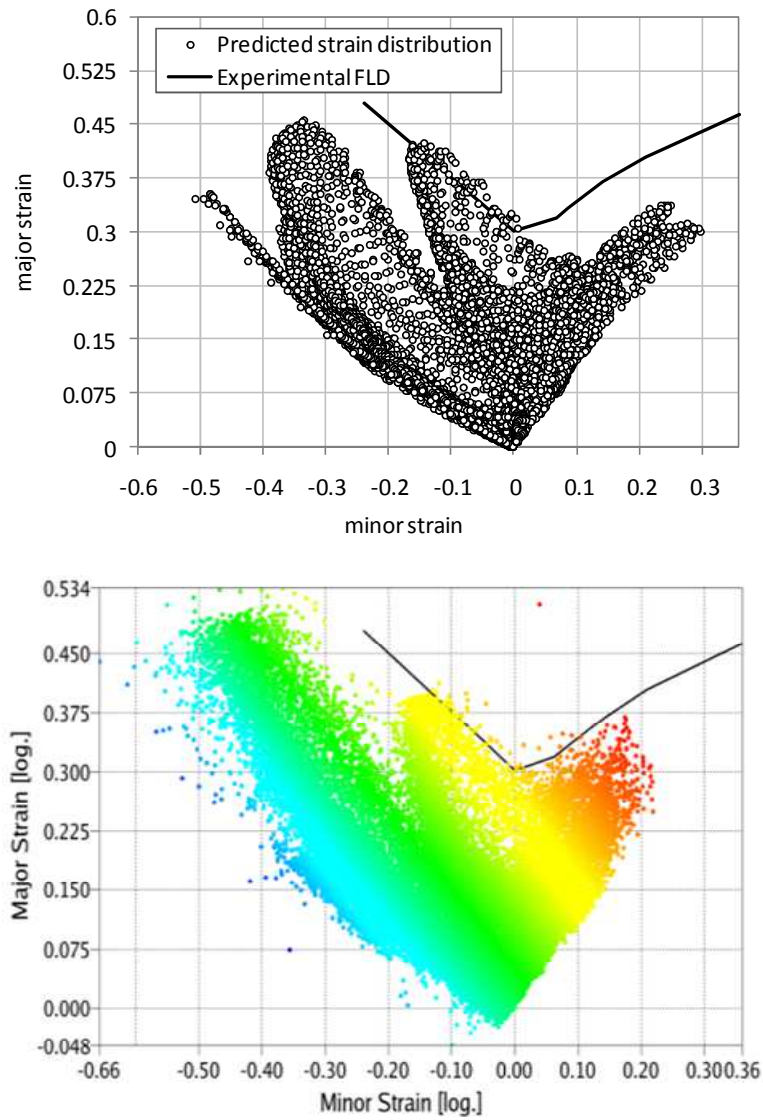 0.6
Predicted strain distribution
0.525
Experimental FLD
0.45
0.375
major strain
0.3
0.225
0.15
0.075
0
-0.6 -0.5 -0.4 -0.3 -0.2 -0.1 0 0.1 0.2 0.3
minor strain
0.534
0.450
0.375
Major Strain [log.]
0.300
0.225
0.150
0.075
0.000
-0.048
-0.66 -0.50 -0.40 -0.30 -0.20 -0.10 0.00 0.10 0.20 0.300.36
Minor Strain [log.]